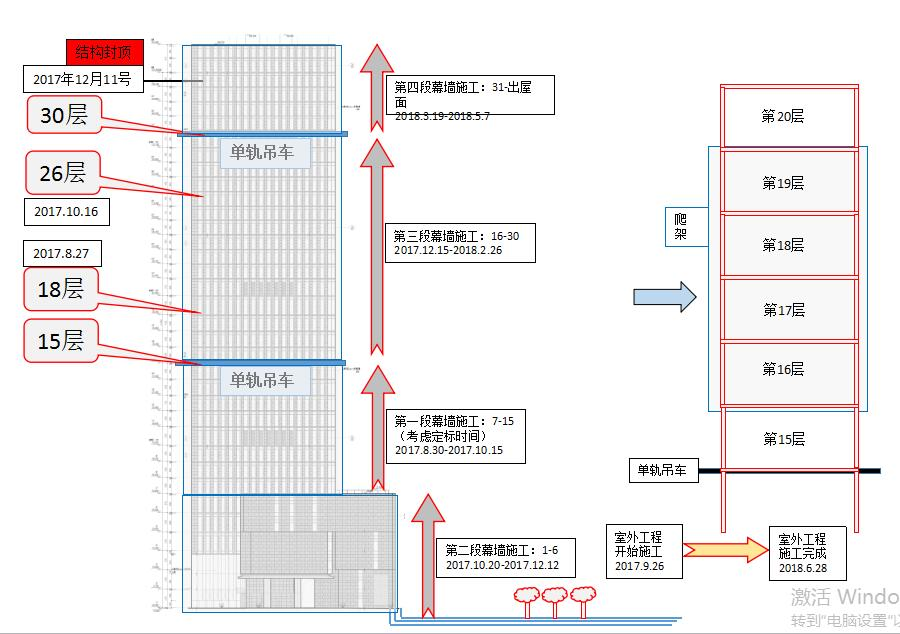 结构封顶
2017年12月11号
30层
26层
2017.10.16
2017.8.27
18层
15层
单轨吊车
单轨吊车
第四段幕墙施工：31-出屋
面
2018.3.19-2018.5.7
第三段幕墙施工：16-30
2017.12.15-2018.2.26
第一段幕墙施工：7-15
（考虑定标时间）
2017.8.30-2017.10.15
第二段幕墙施工：1-6
2017.10.20-2017.12.12
第20层
第19层
爬
架
第18层
第17层
第16层
第15层
单轨吊车
室外工程
开始施工
2017.9.26
室外工程
施工完成
2018.6.28
激活 Windo
转到"电脑设置"以